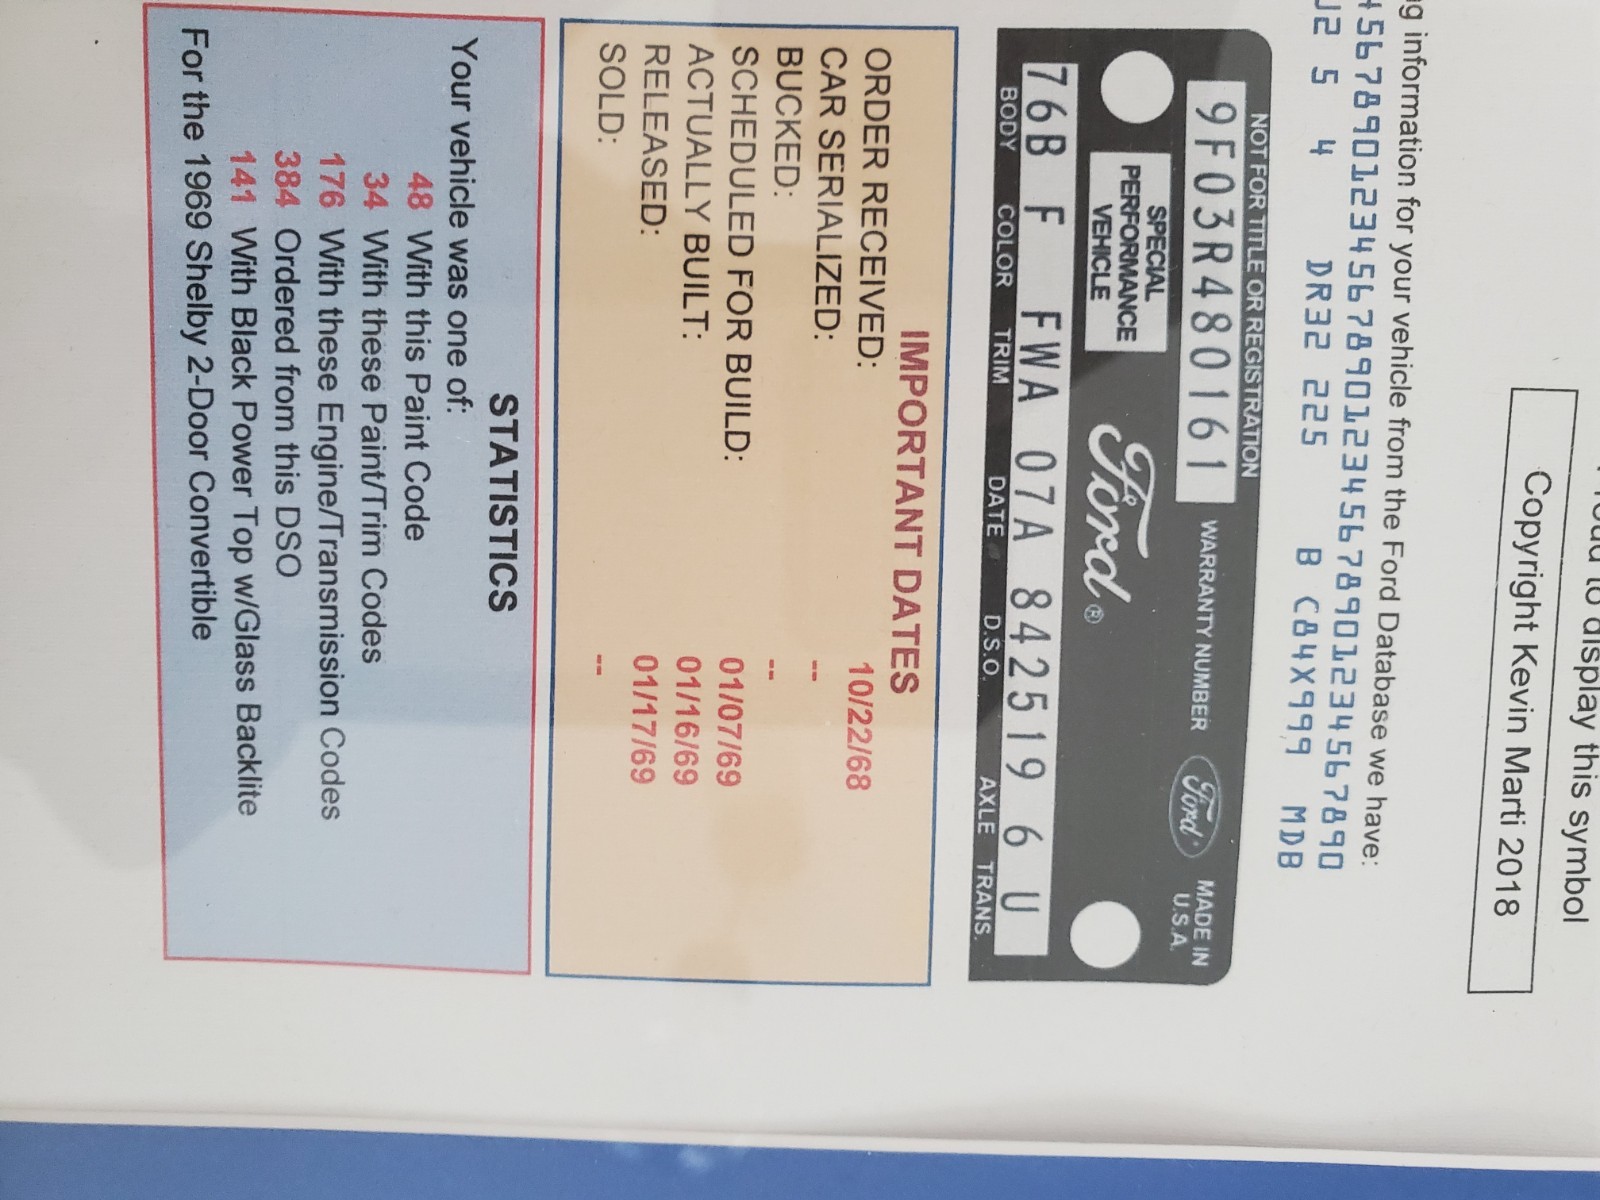 to display this symbol
Copyright Kevin Marti 2018
information for your vehicle from the Ford Database we have:
567890123456789012345678901234567890
5 4 DR32 225 B C84X999 MDB
NOT FOR TITLE OR REGISTRATION
9F03R480161 WARRANTY NUMBER Ford MADE IN U.S.A.
SPECIAL PERFORMANCE VEHICLE
Ford®
76B F FWA 07A 842519 6 U
BODY COLOR TRIM DATE D.S.O. AXLE TRANS.
IMPORTANT DATES
ORDER RECEIVED: 10/22/68
CAR SERIALIZED: --
BUCKED: --
SCHEDULED FOR BUILD: 01/07/69
ACTUALLY BUILT: 01/16/69
RELEASED: 01/17/69
SOLD: --
STATISTICS
Your vehicle was one of:
48 With this Paint Code
34 With these Paint/Trim Codes
176 With these Engine/Transmission Codes
384 Ordered from this DSO
141 With Black Power Top w/Glass Backlite
For the 1969 Shelby 2-Door Convertible